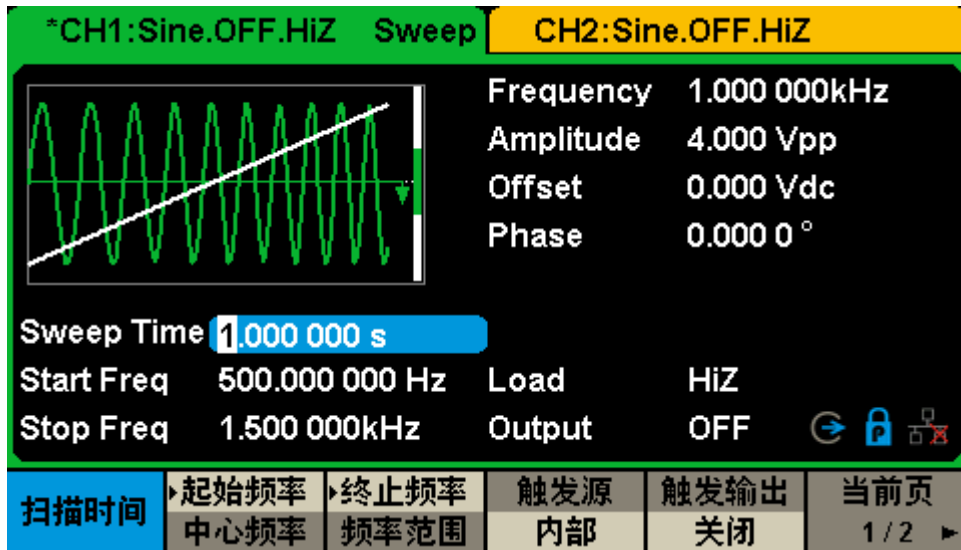 *CH1:Sine.OFF.HiZ Sweep CH2:Sine.OFF.HiZ
Frequency 1.000 000kHz
Amplitude 4.000 Vpp
Offset 0.000 Vdc
Phase 0.000 0 °
Sweep Time 1.000 000 s
Start Freq 500.000 000 Hz Load HiZ
Stop Freq 1.500 000kHz Output OFF P
扫描时间
起始频率
中心频率
终止频率
频率范围
触发源
内部
触发输出
关闭
当前页
1/2